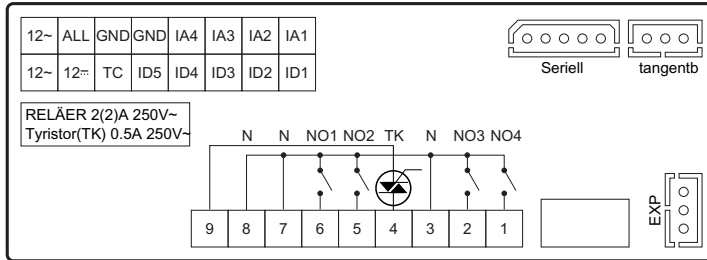 12~ ALL GND GND IA4 IA3 IA2 IA1
12~ 12⎓ TC ID5 ID4 ID3 ID2 ID1
Seriell tangentb
RELÄER 2(2)A 250V~
Tyristor(TK) 0.5A 250V~
N N NO1 NO2 TK N NO3 NO4
EXP
9 8 7 6 5 4 3 2 1